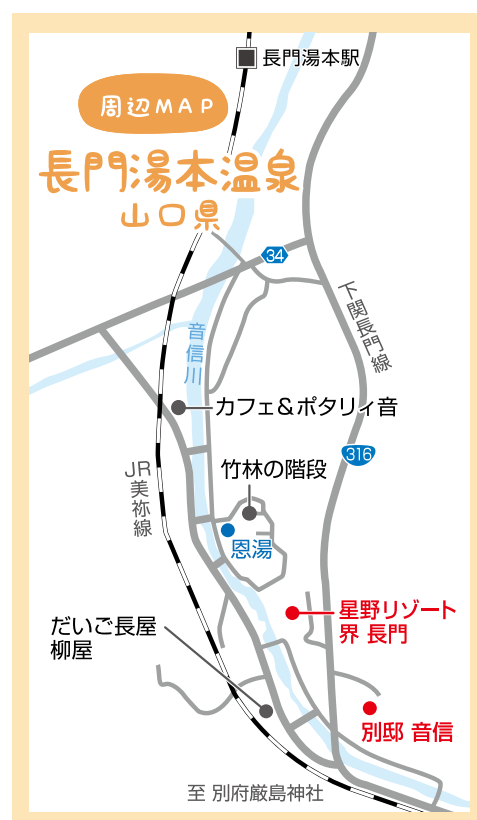 長門湯本駅
周辺MAP
長門湯本温泉
山口県
34
下関長門線
音信川
カフェ&ポタリィ音
316
竹林の階段
JR美祢線
恩湯
星野リゾート
界 長門
だいご長屋
柳屋
別邸 音信
至 別府厳島神社